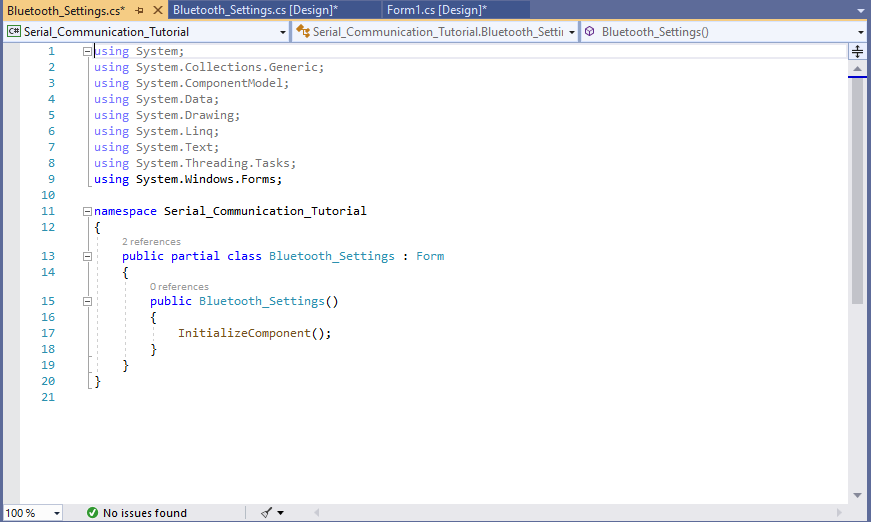 Bluetooth_Settings.cs* Bluetooth_Settings.cs [Design]* Form1.cs [Design]*
C# Serial_Communication_Tutorial Serial_Communication_Tutorial.Bluetooth_Settin Bluetooth_Settings()
1 using System;
2 using System.Collections.Generic;
3 using System.ComponentModel;
4 using System.Data;
5 using System.Drawing;
6 using System.Linq;
7 using System.Text;
8 using System.Threading.Tasks;
9 using System.Windows.Forms;
10
11 namespace Serial_Communication_Tutorial
12 {
2 references
13 public partial class Bluetooth_Settings : Form
14 {
0 references
15 public Bluetooth_Settings()
16 {
17 InitializeComponent();
18 }
19 }
20 }
21
100 % No issues found